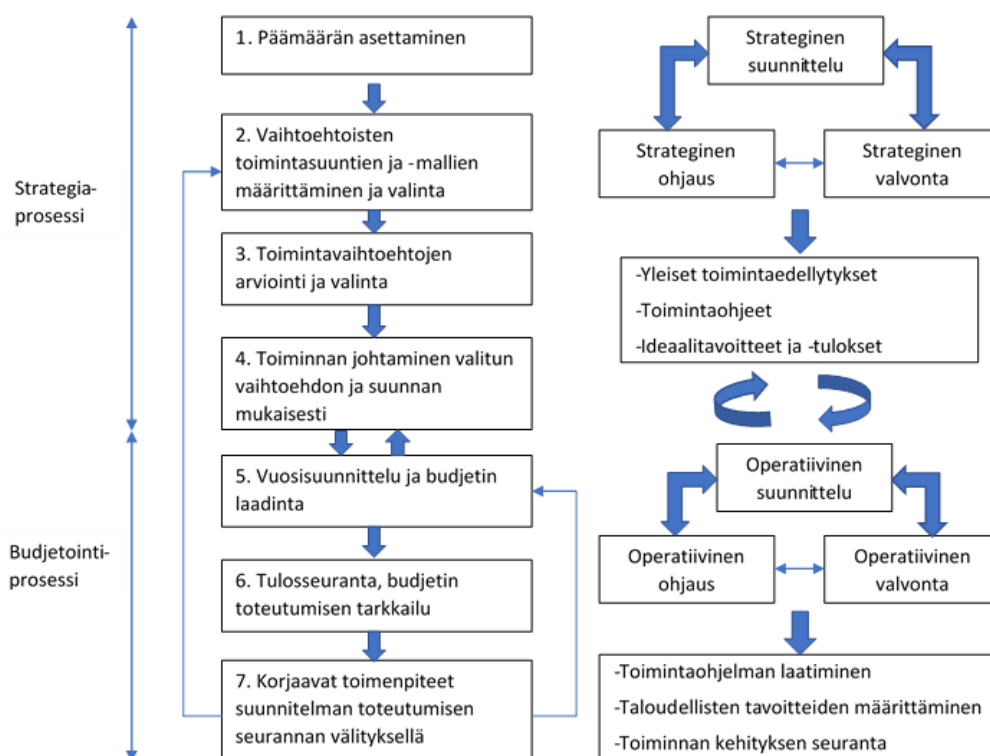 Strategia-
prosessi
Budjetointi-
prosessi
1. Päämäärän asettaminen
2. Vaihtoehtoisten
toimintasuuntien ja -mallien
määrittäminen ja valinta
3. Toimintavaihtoehtojen
arviointi ja valinta
4. Toiminnan johtaminen valitun
vaihtoehdon ja suunnan
mukaisesti
5. Vuosisuunnittelu ja budjetin
laadinta
6. Tulosseuranta, budjetin
toteutumisen tarkkailu
7. Korjaavat toimenpiteet
suunnitelman toteutumisen
seurannan välityksellä
Strateginen
suunnittelu
Strateginen
ohjaus
Strateginen
valvonta
-Yleiset toimintaedellytykset
-Toimintaohjeet
-Ideaalitavoitteet ja -tulokset
Operatiivinen
suunnittelu
Operatiivinen
ohjaus
Operatiivinen
valvonta
-Toimintaohjelman laatiminen
-Taloudellisten tavoitteiden määrittäminen
-Toiminnan kehityksen seuranta